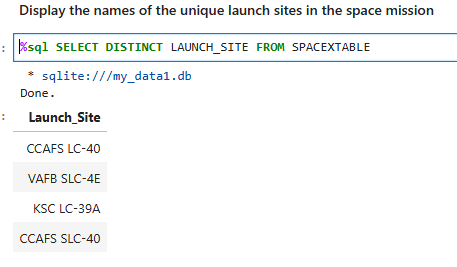 Display the names of the unique launch sites in the space mission
: %sql SELECT DISTINCT LAUNCH_SITE FROM SPACEXTABLE
* sqlite:///my_data1.db
Done.
: Launch_Site
CCAFS LC-40
VAFB SLC-4E
KSC LC-39A
CCAFS SLC-40